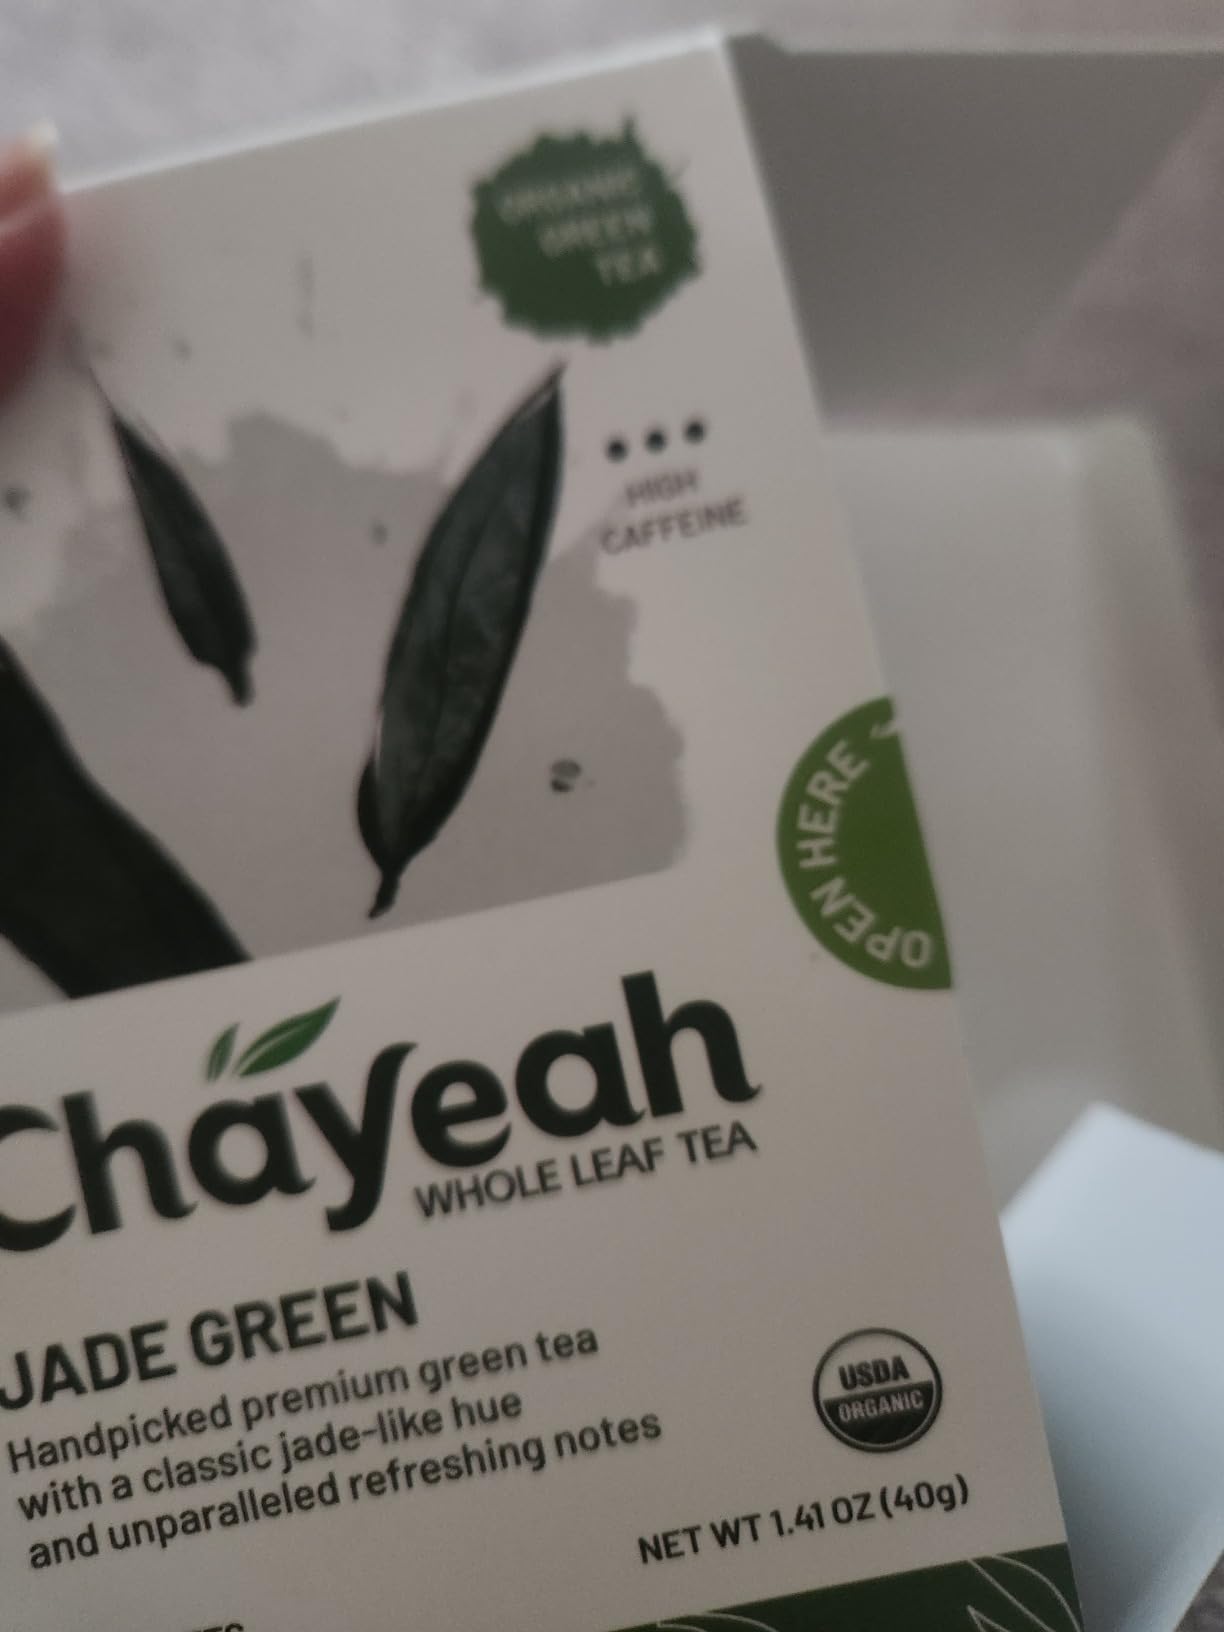 ORGANIC
GREEN
TEA
HIGH
CAFFEINE
OPEN HERE
Chayeah
WHOLE LEAF TEA
JADE GREEN
Handpicked premium green tea
with a classic jade-like hue
and unparalleled refreshing notes
USDA
ORGANIC
NET WT 1.41 OZ (40g)